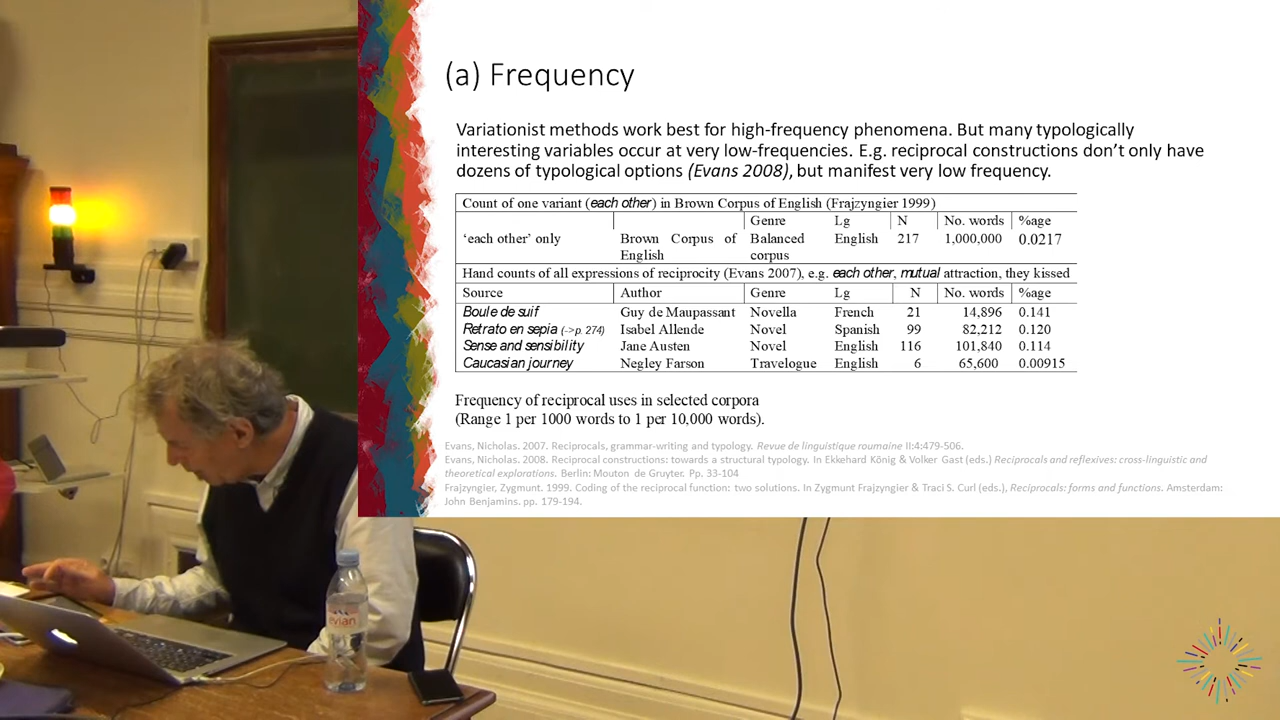 (a) Frequency
Variationist methods work best for high-frequency phenomena. But many typologically
interesting variables occur at very low-frequencies. E.g. reciprocal constructions don't only have
dozens of typological options (Evans 2008), but manifest very low frequency.
Count of one variant (each other) in Brown Corpus of English (Frajzyngier 1999)
Genre Lg N No. words %age
'each other' only Brown Corpus of English Balanced corpus English 217 1,000,000 0.0217
Hand counts of all expressions of reciprocity (Evans 2007), e.g. each other, mutual attraction, they kissed
Source Author Genre Lg N No. words %age
Boule de suif Guy de Maupassant Novella French 21 14,896 0.141
Retrato en sepia (->p. 274) Isabel Allende Novel Spanish 99 82,212 0.120
Sense and sensibility Jane Austen Novel English 116 101,840 0.114
Caucasian journey Negley Farson Travelogue English 6 65,600 0.00915
Frequency of reciprocal uses in selected corpora
(Range 1 per 1000 words to 1 per 10,000 words).
Evans, Nicholas. 2007. Reciprocals, grammar-writing and typology. Revue de linguistique roumaine II:4:479-506.
Evans, Nicholas. 2008. Reciprocal constructions: towards a structural typology. In Ekkehard König & Volker Gast (eds.) Reciprocals and reflexives: cross-linguistic and
theoretical explorations. Berlin: Mouton de Gruyter. Pp. 33-104
Frajzyngier, Zygmunt. 1999. Coding of the reciprocal function: two solutions. In Zygmunt Frajzyngier & Traci S. Curl (eds.), Reciprocals: forms and functions. Amsterdam:
John Benjamins. pp. 179-194.
evian